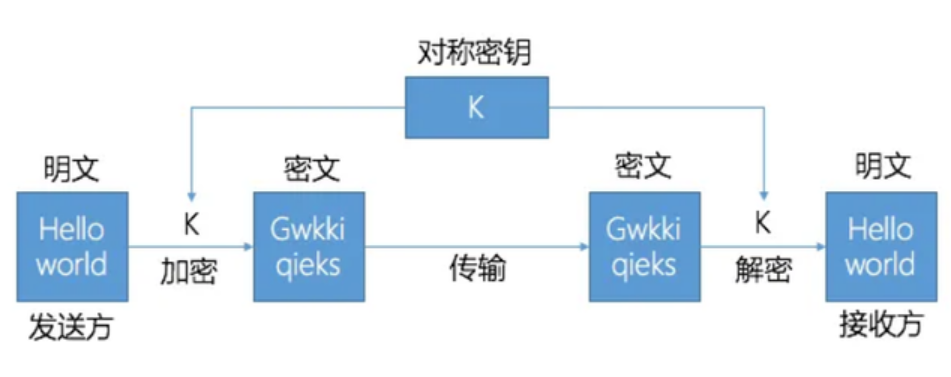 对称密钥
K
明文
密文
密文
明文
Hello
world
K
加密
Gwkki
qieks
传输
Gwkki
qieks
K
解密
Hello
world
发送方
接收方